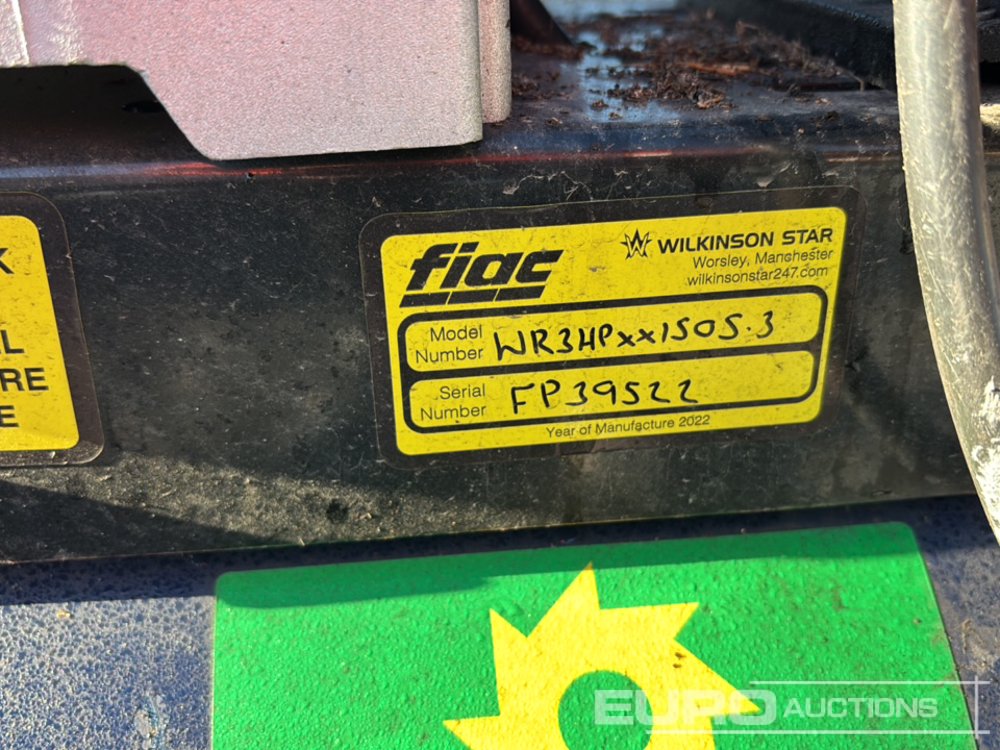 K
L
RE
E
fiac
WILKINSON STAR
Worsley, Manchester
wilkinsonstar247.com
Model Number WR3HPxx150S.3
Serial Number FP39522
Year of Manufacture 2022
EURO AUCTIONS